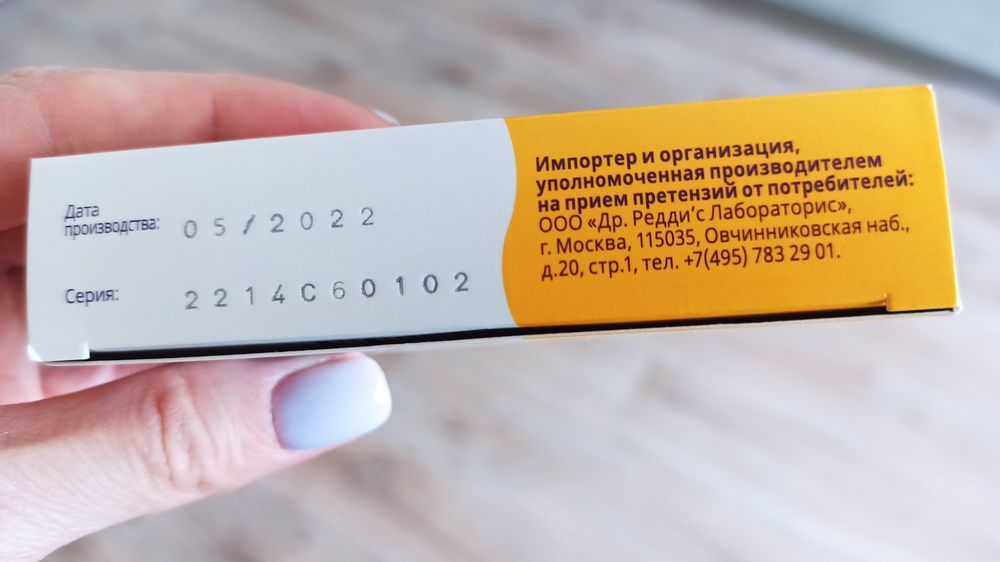 Дата
производства:
05/2022
Серия:
2214C60102
Импортер и организация,
уполномоченная производителем
на прием претензий от потребителей:
ООО «Др. Редди’с Лабораторис»,
г. Москва, 115035, Овчинниковская наб.,
д.20, стр.1, тел. +7(495) 783 29 01.